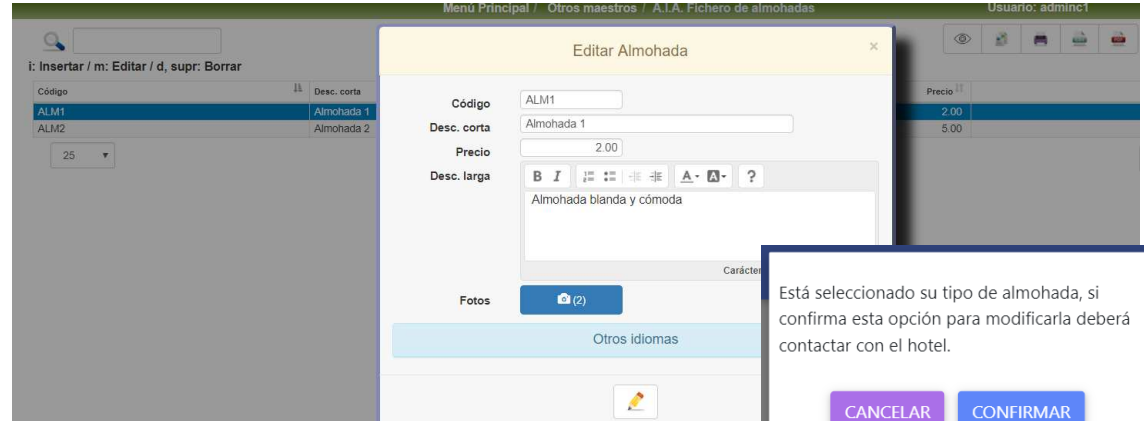 Menú Principal / Otros maestros / A.I.A. Fichero de almohadas
Usuario: adminc1
i: Insertar / m: Editar / d, supr: Borrar
Código Desc. corta Precio
ALM1 Almohada 1 2.00
ALM2 Almohada 2 5.00
25
Editar Almohada ×
Código ALM1
Desc. corta Almohada 1
Precio 2.00
Desc. larga B I A A ?
Almohada blanda y cómoda
Carácter
Fotos (2)
Otros idiomas
Está seleccionado su tipo de almohada, si
confirma esta opción para modificarla deberá
contactar con el hotel.
CANCELAR CONFIRMAR